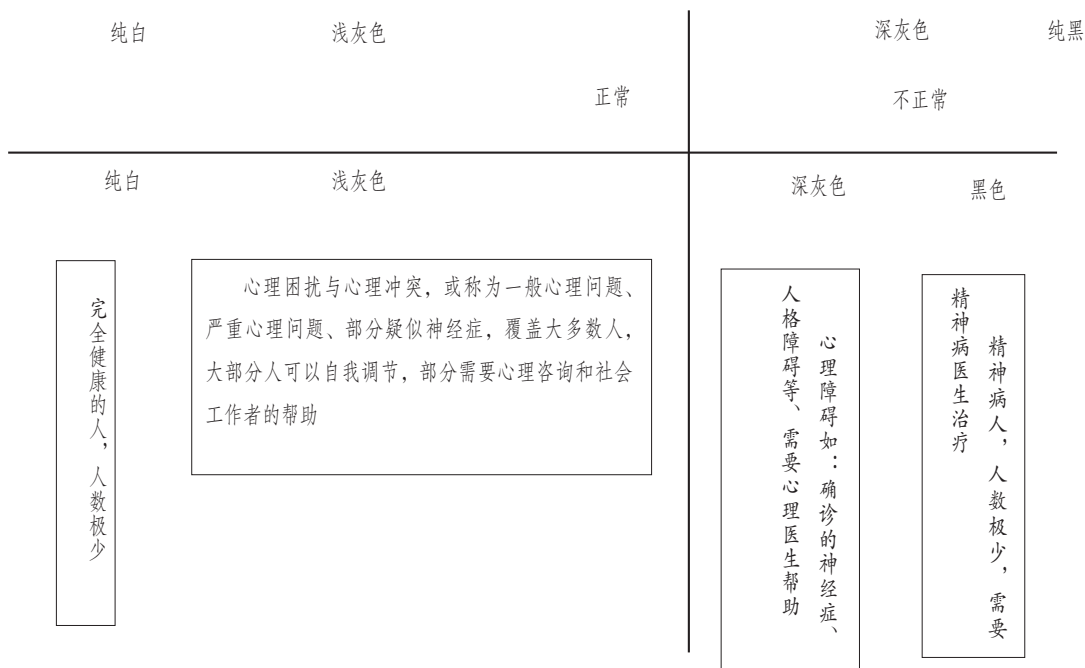 纯白 浅灰色 深灰色 纯黑
正常 不正常
纯白 浅灰色 深灰色 黑色
完全健康的人，人数极少
心理困扰与心理冲突，或称为一般心理问题、
严重心理问题、部分疑似神经症，覆盖大多数人，
大部分人可以自我调节，部分需要心理咨询和社会
工作者的帮助
心理障碍如：确诊的神经症、
人格障碍等、需要心理医生帮助
精神病人，人数极少，需要
精神病医生治疗